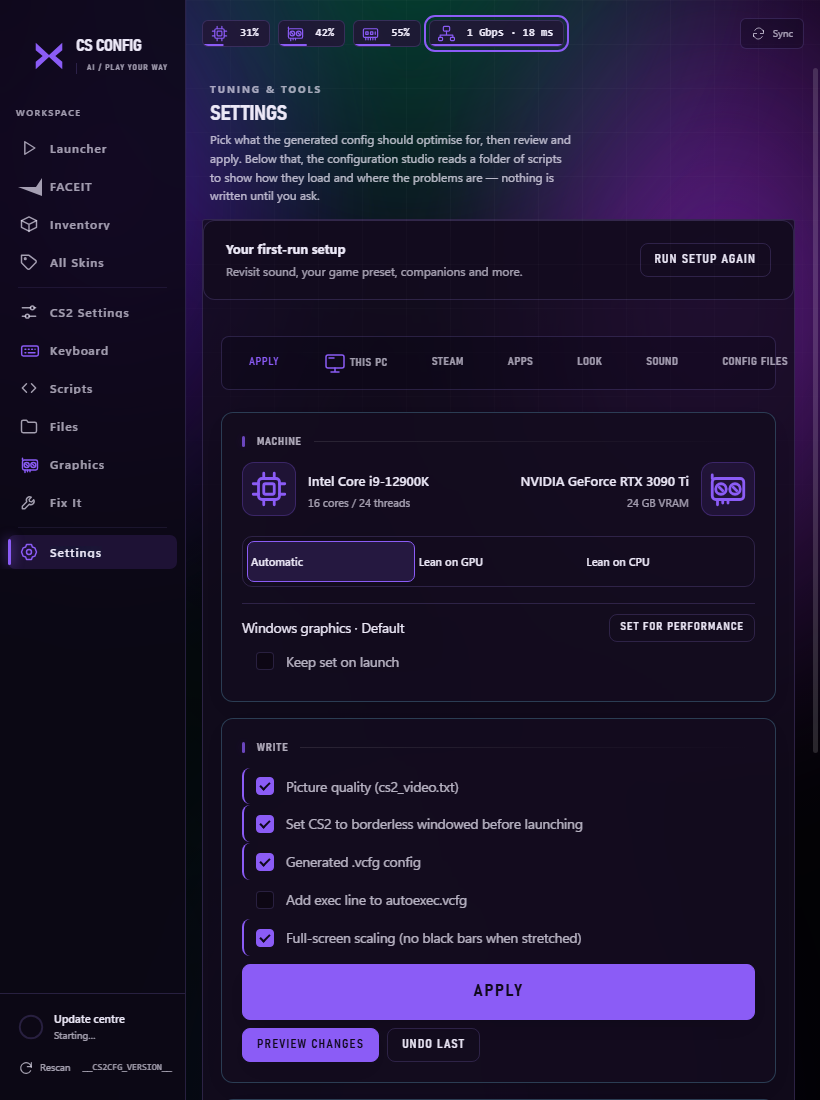 CS CONFIG
AI / PLAY YOUR WAY
WORKSPACE
Launcher
FACEIT
Inventory
All Skins
CS2 Settings
Keyboard
Scripts
Files
Graphics
Fix It
Settings
Update centre
Starting...
Rescan
__CS2CFG_VERSION__
31%
42%
55%
1 Gbps · 18 ms
Sync
TUNING & TOOLS
SETTINGS
Pick what the generated config should optimise for, then review and
apply. Below that, the configuration studio reads a folder of scripts
to show how they load and where the problems are — nothing is
written until you ask.
Your first-run setup
Revisit sound, your game preset, companions and more.
RUN SETUP AGAIN
APPLY
THIS PC
STEAM
APPS
LOOK
SOUND
CONFIG FILES
MACHINE
Intel Core i9-12900K
16 cores / 24 threads
NVIDIA GeForce RTX 3090 Ti
24 GB VRAM
Automatic
Lean on GPU
Lean on CPU
Windows graphics · Default
SET FOR PERFORMANCE
Keep set on launch
WRITE
Picture quality (cs2_video.txt)
Set CS2 to borderless windowed before launching
Generated .vcfg config
Add exec line to autoexec.vcfg
Full-screen scaling (no black bars when stretched)
APPLY
PREVIEW CHANGES
UNDO LAST